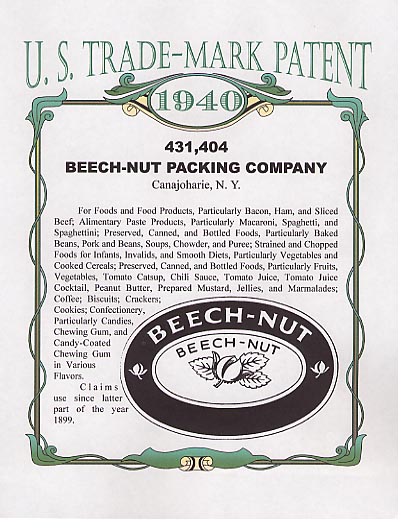 U. S. TRADE-MARK PATENT
1940
431,404
BEECH-NUT PACKING COMPANY
Canajoharie, N. Y.
For Foods and Food Products, Particularly Bacon, Ham, and Sliced
Beef; Alimentary Paste Products, Particularly Macaroni, Spaghetti, and
Spaghettini; Preserved, Canned, and Bottled Foods, Particularly Baked
Beans, Pork and Beans, Soups, Chowder, and Puree; Strained and Chopped
Foods for Infants, Invalids, and Smooth Diets, Particularly Vegetables and
Cooked Cereals; Preserved, Canned, and Bottled Foods, Particularly Fruits,
Vegetables, Tomato Catsup, Chili Sauce, Tomato Juice, Tomato Juice
Cocktail, Peanut Butter, Prepared Mustard, Jellies, and Marmalades;
Coffee; Biscuits; Crackers;
Cookies; Confectionery,
Particularly Candies,
Chewing Gum, and
Candy-Coated
Chewing Gum
in Various
Flavors.
Claims
use since latter
part of the year
1899.
BEECH-NUT
BEECH-NUT